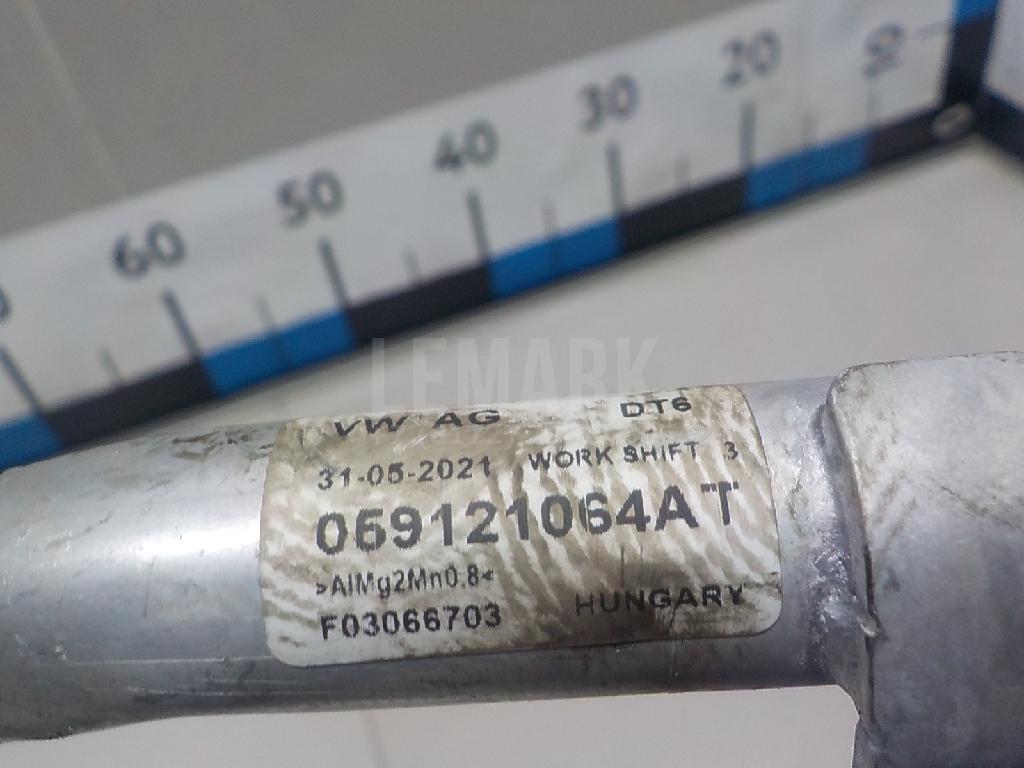 10
20
30
40
50
60
LEMARK
VW AG DT6
31-05-2021 WORK SHIFT 3
059121064AT
>AlMg2Mn0.8<
F03066703 HUNGARY